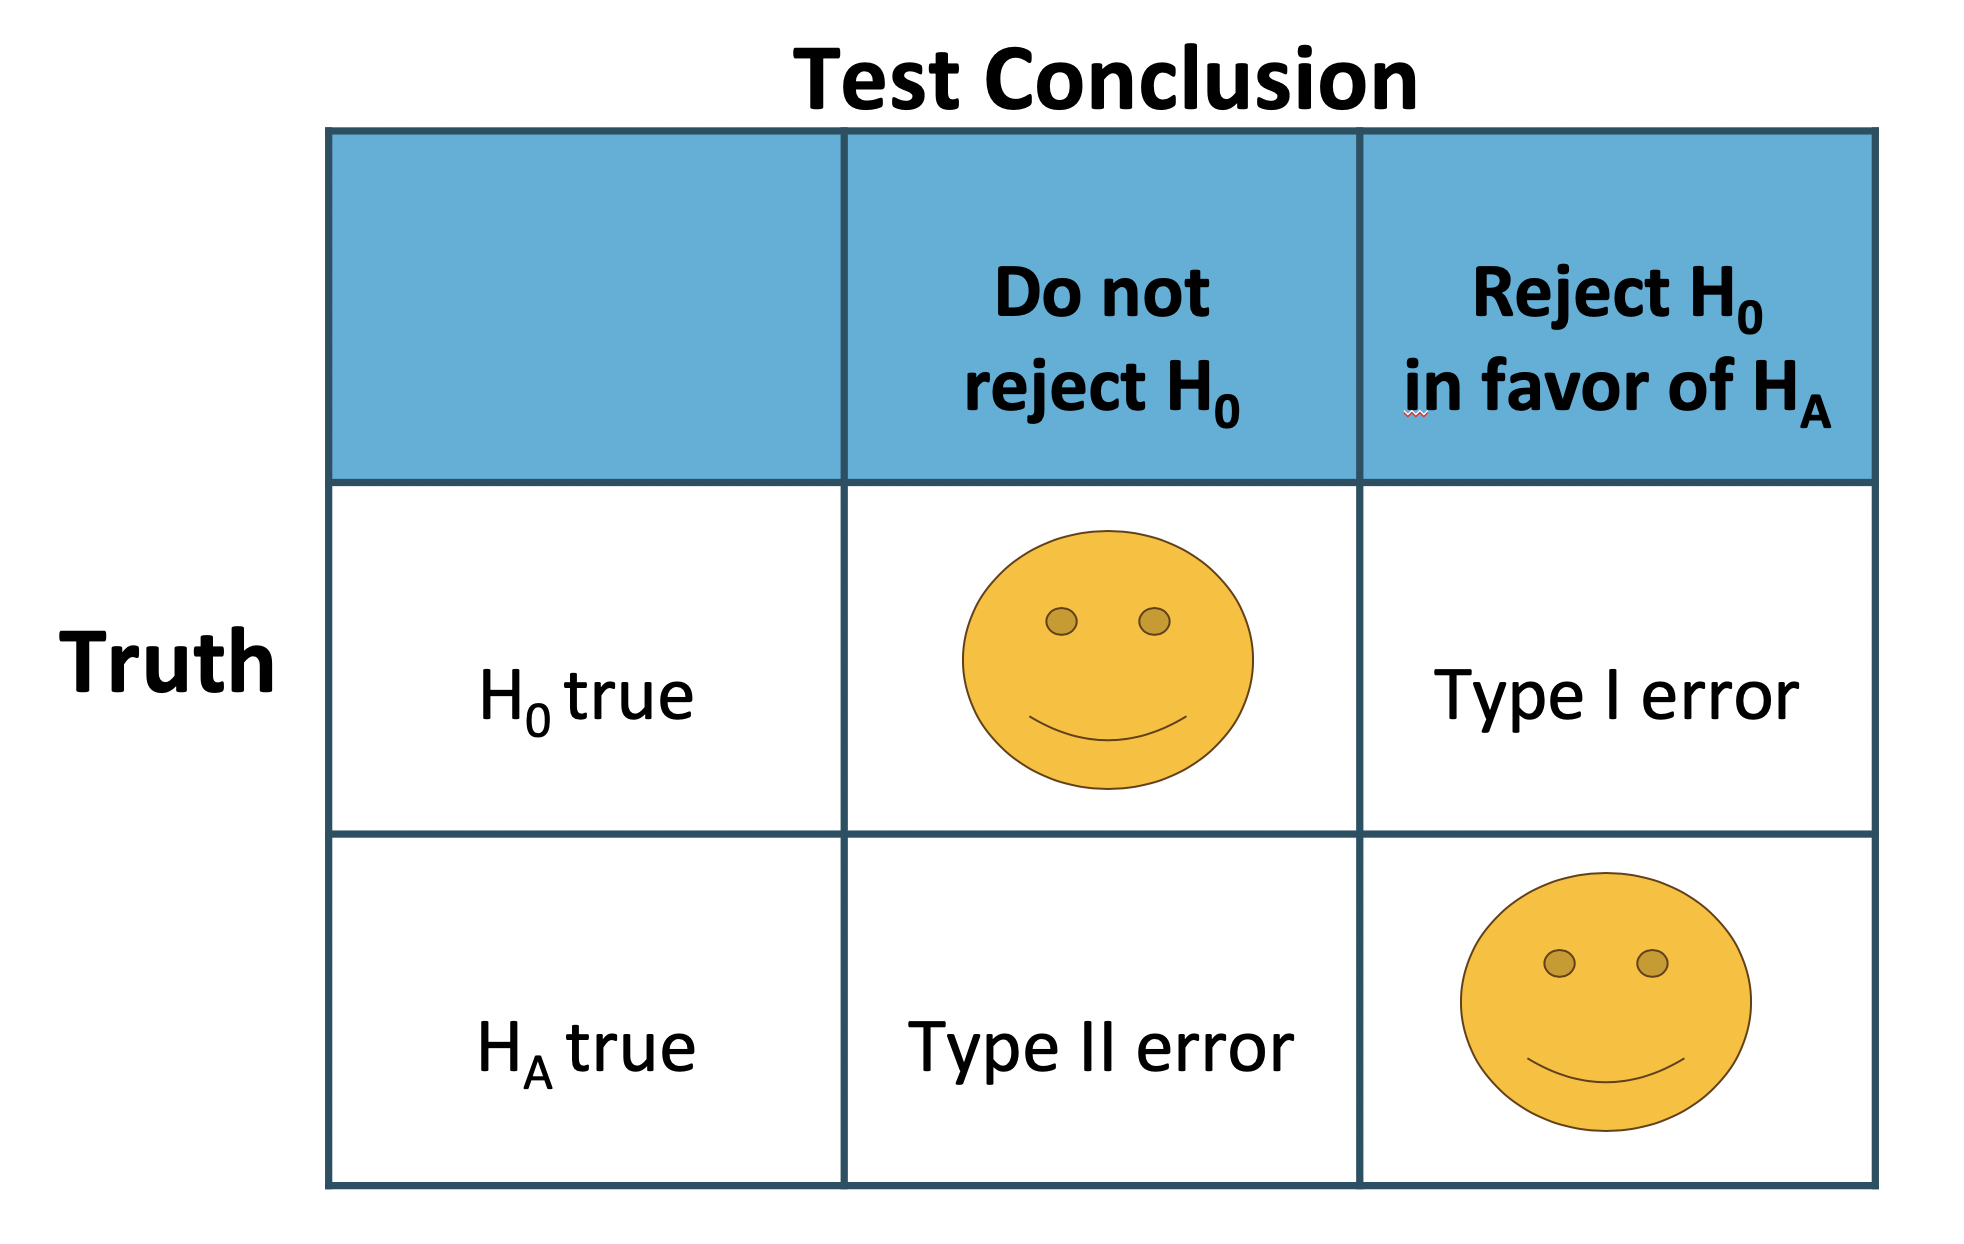 Test Conclusion
Do not
reject H₀
Reject H₀
in favor of Hₐ
Truth
H₀ true
Type I error
Hₐ true
Type II error